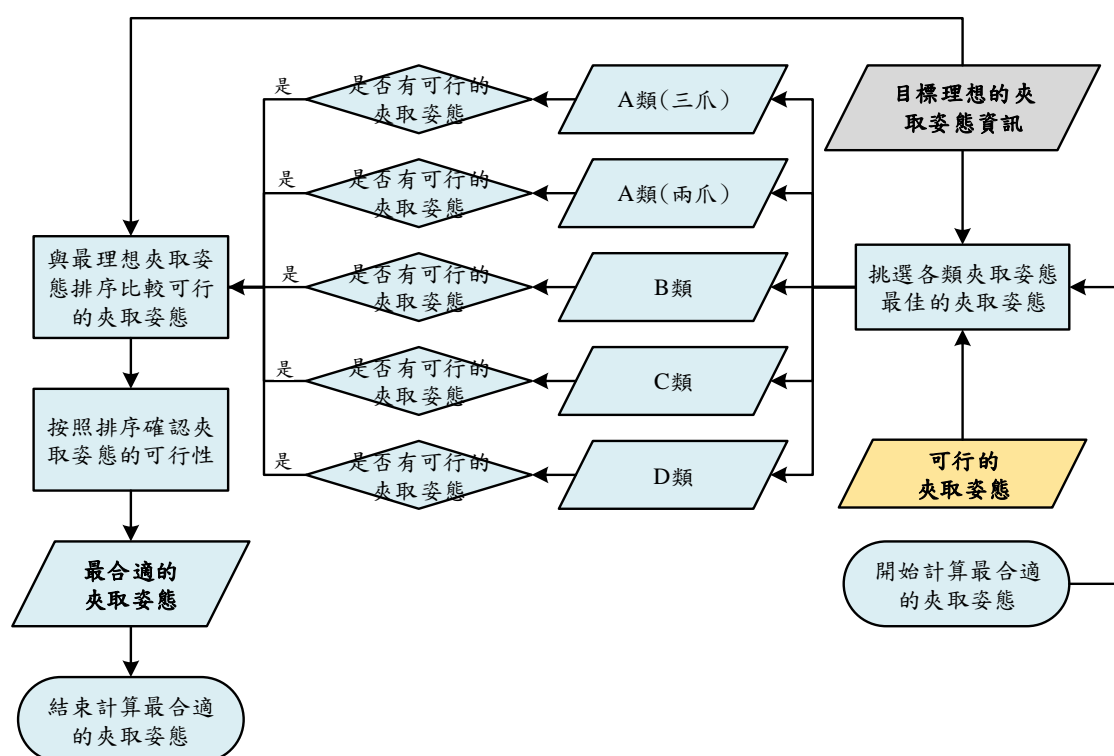 是
是否有可行的
夾取姿態
A類(三爪)
目標理想的夾
取姿態資訊
是
是否有可行的
夾取姿態
A類(兩爪)
與最理想夾取姿
態排序比較可行
的夾取姿態
是
是否有可行的
夾取姿態
B類
挑選各類夾取姿態
最佳的夾取姿態
按照排序確認夾
取姿態的可行性
是
是否有可行的
夾取姿態
C類
是
是否有可行的
夾取姿態
D類
可行的
夾取姿態
最合適的
夾取姿態
開始計算最合適
的夾取姿態
結束計算最合適
的夾取姿態